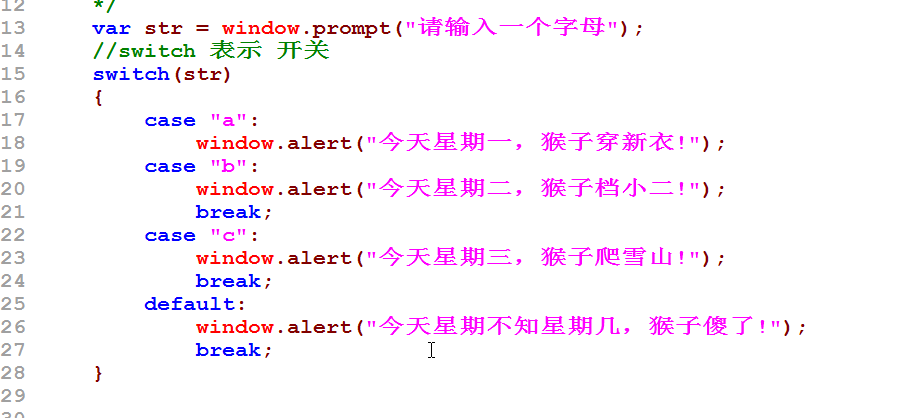 12 */
13 var str = window.prompt("请输入一个字母");
14 //switch 表示 开关
15 switch(str)
16 {
17 case "a":
18 window.alert("今天星期一，猴子穿新衣!");
19 case "b":
20 window.alert("今天星期二，猴子档小二!");
21 break;
22 case "c":
23 window.alert("今天星期三，猴子爬雪山!");
24 break;
25 default:
26 window.alert("今天星期不知星期几，猴子傻了!");
27 break;
28 }
29